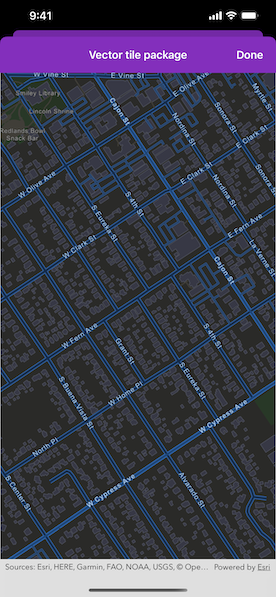 9:41
Vector tile package
Done
W Vine St
E Vine St
Smiley Library
E Olive Ave
Myrtle St
Cajon St
Lincoln Shrine
Nordina St
Sonora St
Redlands Bowl
Snack Bar
E Clark St
W Olive Ave
E Clark St
Nordina St
Sonora St
S Eureka St
S 4th St
W Clark St
E Fern Ave
La Verne St
Cajon St
W Fern Ave
Grant St
S 4th St
S Eureka St
S Buena Vista St
W Home Pl
W Cypress Ave
North Pl
S Center St
W Cypress Ave
Alvarado St
Sources: Esri, HERE, Garmin, FAO, NOAA, USGS, © Ope...
Powered by Esri